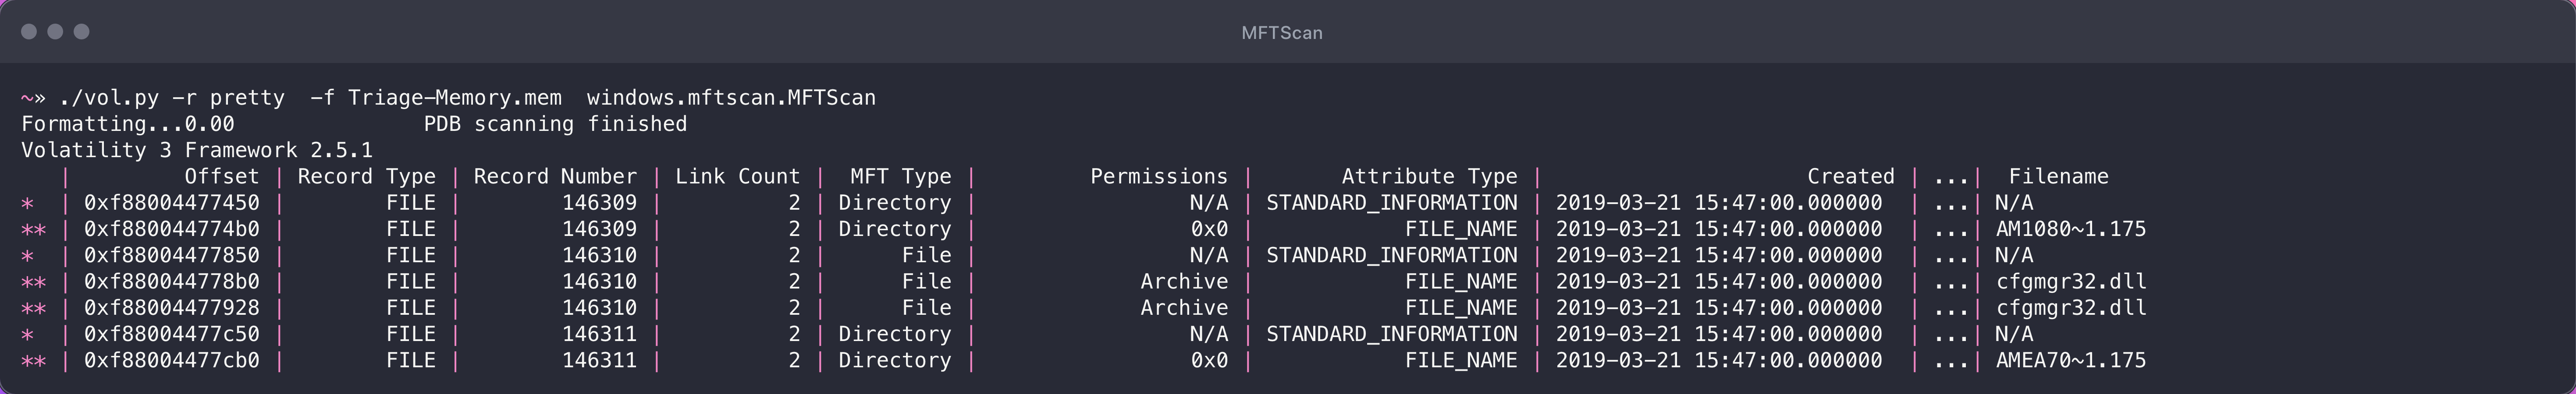 MFTScan
~» ./vol.py -r pretty  -f Triage-Memory.mem  windows.mftscan.MFTScan
Formatting...0.00               PDB scanning finished
Volatility 3 Framework 2.5.1
   |         Offset | Record Type | Record Number | Link Count |  MFT Type |         Permissions |       Attribute Type |                     Created | ...|  Filename
*  | 0xf88004477450 |        FILE |        146309 |          2 | Directory |                 N/A | STANDARD_INFORMATION | 2019-03-21 15:47:00.000000  | ...| N/A
** | 0xf880044774b0 |        FILE |        146309 |          2 | Directory |                 0x0 |            FILE_NAME | 2019-03-21 15:47:00.000000  | ...| AM1080~1.175
*  | 0xf88004477850 |        FILE |        146310 |          2 |      File |                 N/A | STANDARD_INFORMATION | 2019-03-21 15:47:00.000000  | ...| N/A
** | 0xf880044778b0 |        FILE |        146310 |          2 |      File |             Archive |            FILE_NAME | 2019-03-21 15:47:00.000000  | ...| cfgmgr32.dll
** | 0xf88004477928 |        FILE |        146310 |          2 |      File |             Archive |            FILE_NAME | 2019-03-21 15:47:00.000000  | ...| cfgmgr32.dll
*  | 0xf88004477c50 |        FILE |        146311 |          2 | Directory |                 N/A | STANDARD_INFORMATION | 2019-03-21 15:47:00.000000  | ...| N/A
** | 0xf88004477cb0 |        FILE |        146311 |          2 | Directory |                 0x0 |            FILE_NAME | 2019-03-21 15:47:00.000000  | ...| AMEA70~1.175